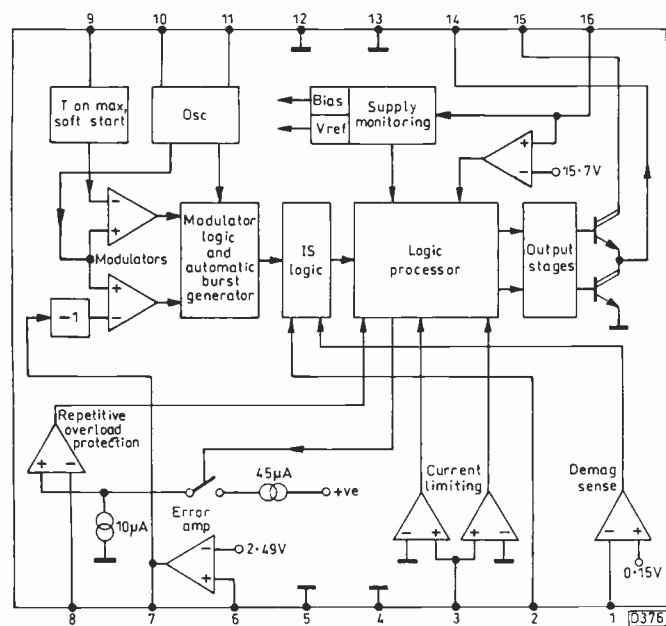 9 10 11 12 13 14 15 16
T on max,
soft start
Osc
Bias
Vref
Supply
monitoring
+
−
15·7V
−
+
Modulators
+
−
−1
Modulator
logic
and
automatic
burst
generator
IS
logic
Logic
processor
Output
stages
Repetitive
overload
protection
+ −
45µA
+ve
10µA
Error
amp
−
2·49V
+
Current
limiting
− +
+ −
Demag
sense
− +
0·15V
8 7 6 5 4 3 2 1
D376